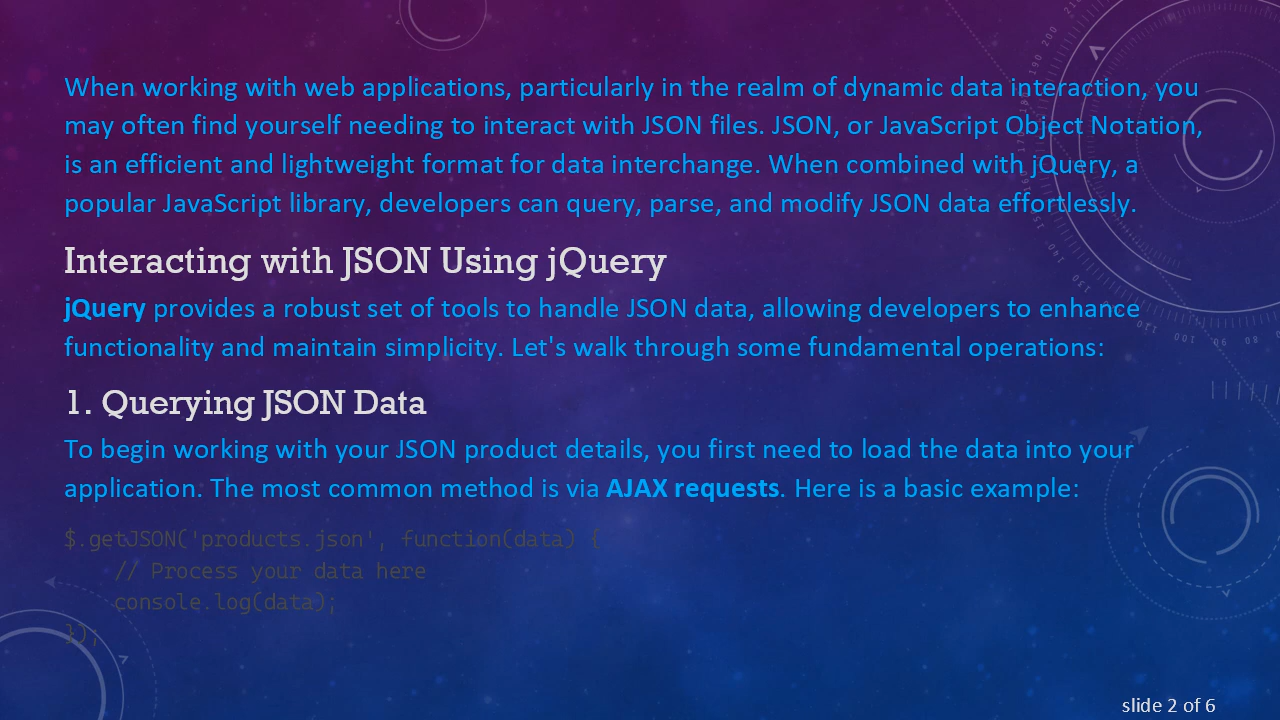 When working with web applications, particularly in the realm of dynamic data interaction, you
may often find yourself needing to interact with JSON files. JSON, or JavaScript Object Notation,
is an efficient and lightweight format for data interchange. When combined with jQuery, a
popular JavaScript library, developers can query, parse, and modify JSON data effortlessly.
Interacting with JSON Using jQuery
jQuery provides a robust set of tools to handle JSON data, allowing developers to enhance
functionality and maintain simplicity. Let's walk through some fundamental operations:
1. Querying JSON Data
To begin working with your JSON product details, you first need to load the data into your
application. The most common method is via AJAX requests. Here is a basic example:
$.getJSON('products.json', function(data) {
    // Process your data here
    console.log(data);
});
slide 2 of 6